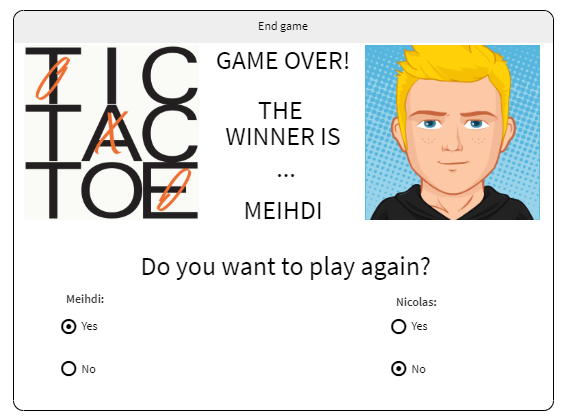 End game
TIC
TAC
TOE
GAME OVER!
THE
WINNER IS
...
MEIHDI
Do you want to play again?
Meihdi:
Yes
No
Nicolas:
Yes
No